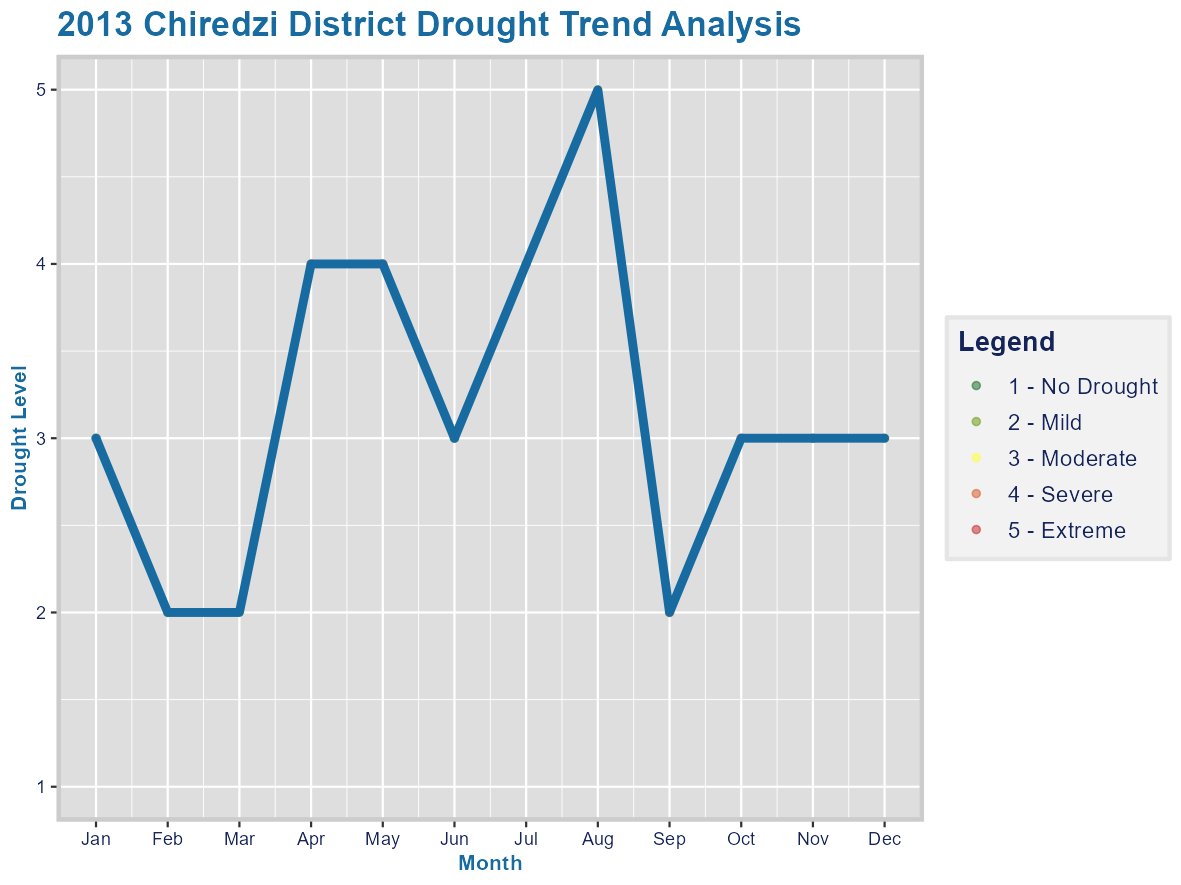 2013 Chiredzi District Drought Trend Analysis
Drought Level
5
4
3
2
1
Jan Feb Mar Apr May Jun Jul Aug Sep Oct Nov Dec
Month
Legend
1 - No Drought
2 - Mild
3 - Moderate
4 - Severe
5 - Extreme